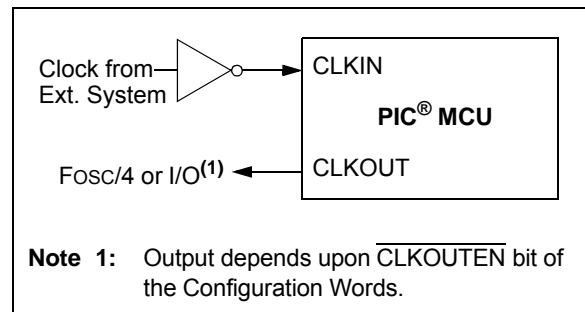 Clock from
Ext. System
CLKIN
PIC® MCU
FOSC/4 or I/O(1)
CLKOUT
Note 1: Output depends upon CLKOUTEN bit of
the Configuration Words.